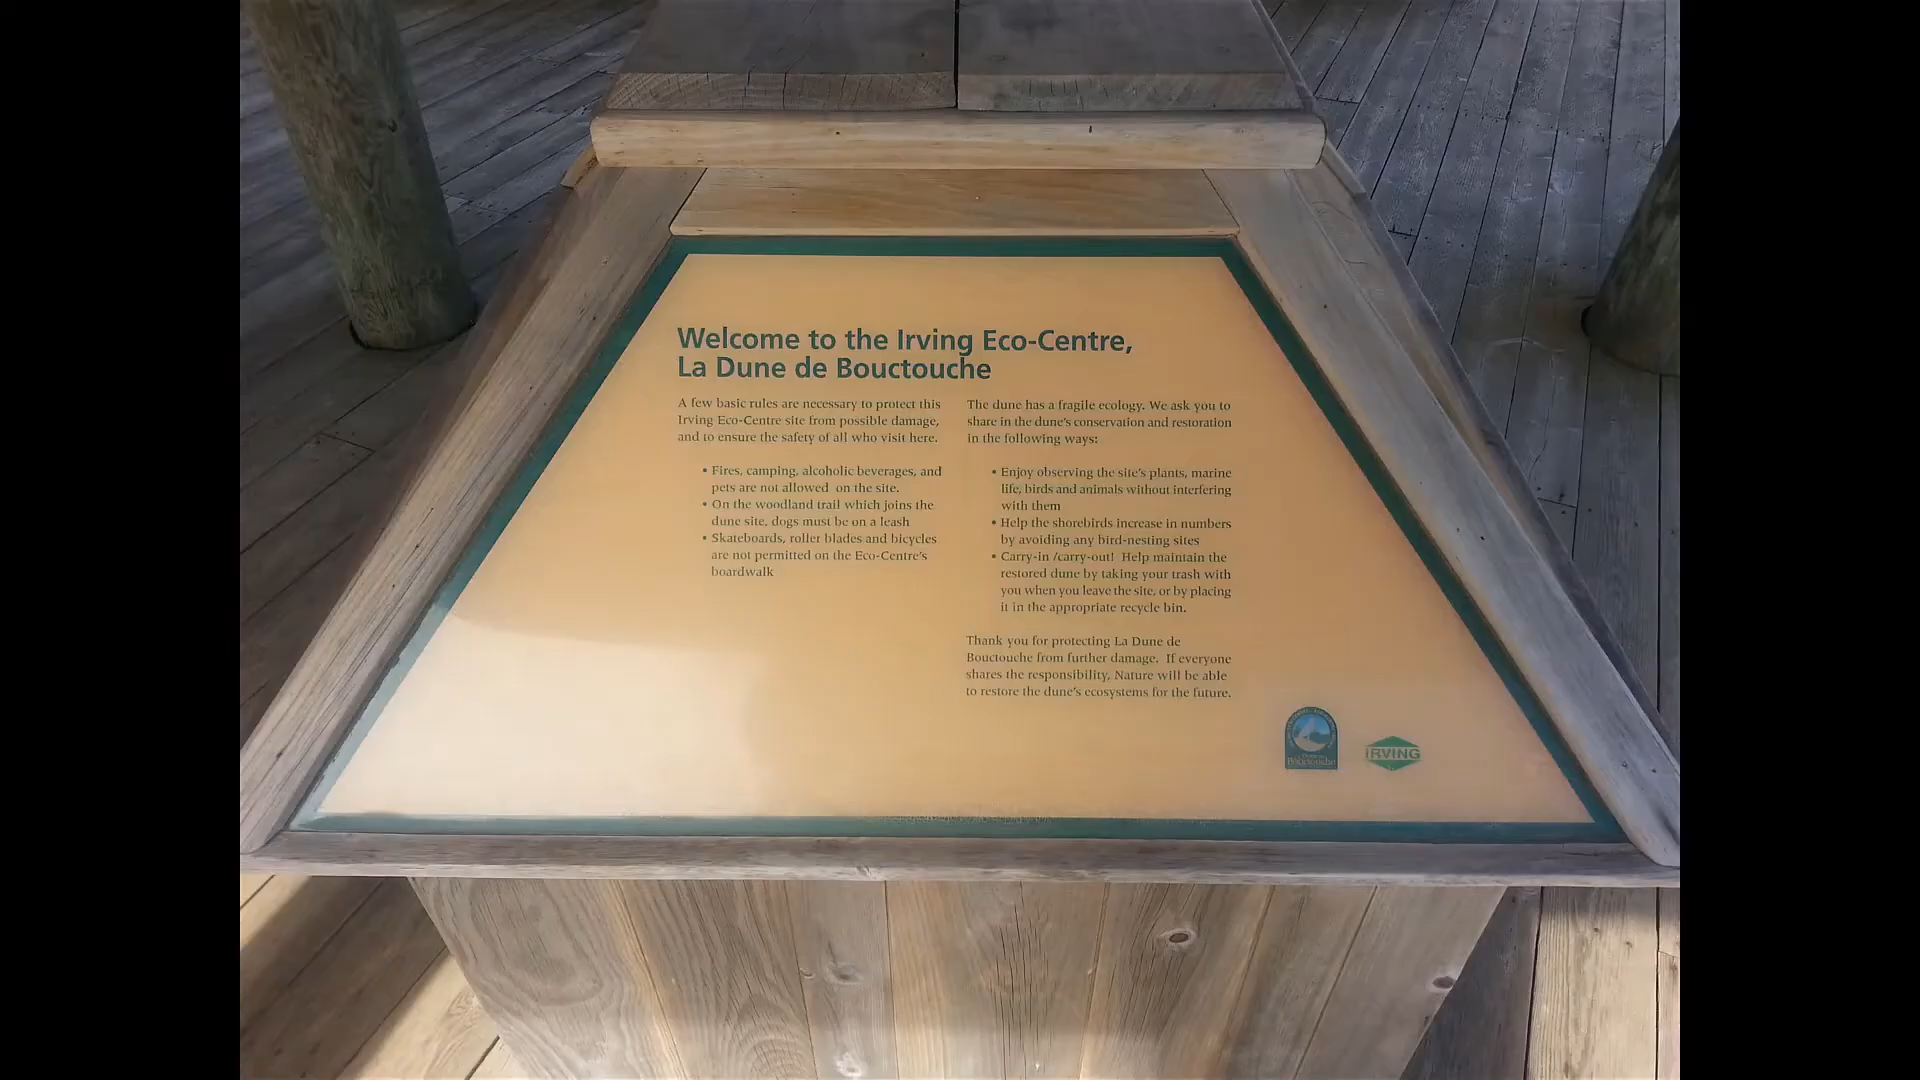 Welcome to the Irving Eco-Centre,
La Dune de Bouctouche
A few basic rules are necessary to protect this
Irving Eco-Centre site from possible damage,
and to ensure the safety of all who visit here.
• Fires, camping, alcoholic beverages, and
pets are not allowed on the site.
• On the woodland trail which joins the
dune site, dogs must be on a leash
• Skateboards, roller blades and bicycles
are not permitted on the Eco-Centre's
boardwalk
The dune has a fragile ecology. We ask you to
share in the dune's conservation and restoration
in the following ways:
• Enjoy observing the site's plants, marine
life, birds and animals without interfering
with them
• Help the shorebirds increase in numbers
by avoiding any bird-nesting sites
• Carry-in /carry-out! Help maintain the
restored dune by taking your trash with
you when you leave the site, or by placing
it in the appropriate recycle bin.
Thank you for protecting La Dune de
Bouctouche from further damage. If everyone
shares the responsibility, Nature will be able
to restore the dune's ecosystems for the future.
Bouctouche
IRVING